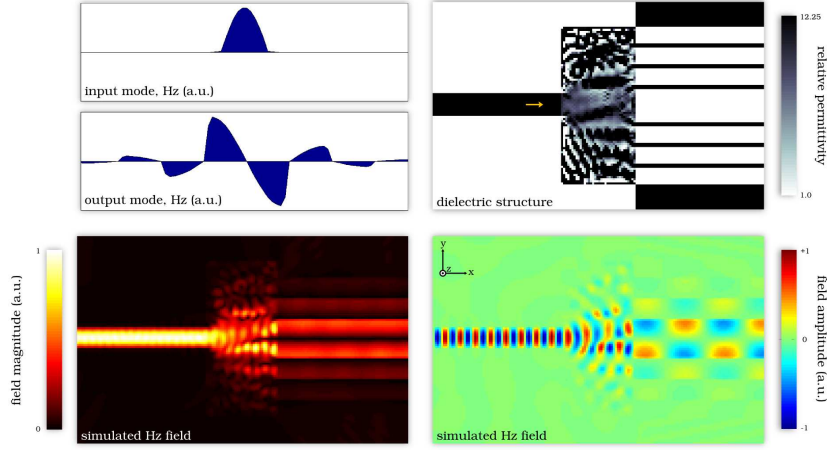 input mode, Hz (a.u.)
output mode, Hz (a.u.)
dielectric structure
12.25
1.0
relative permittivity
1
0
field magnitude (a.u.)
simulated Hz field
y
z
x
simulated Hz field
+1
0
-1
field amplitude (a.u.)